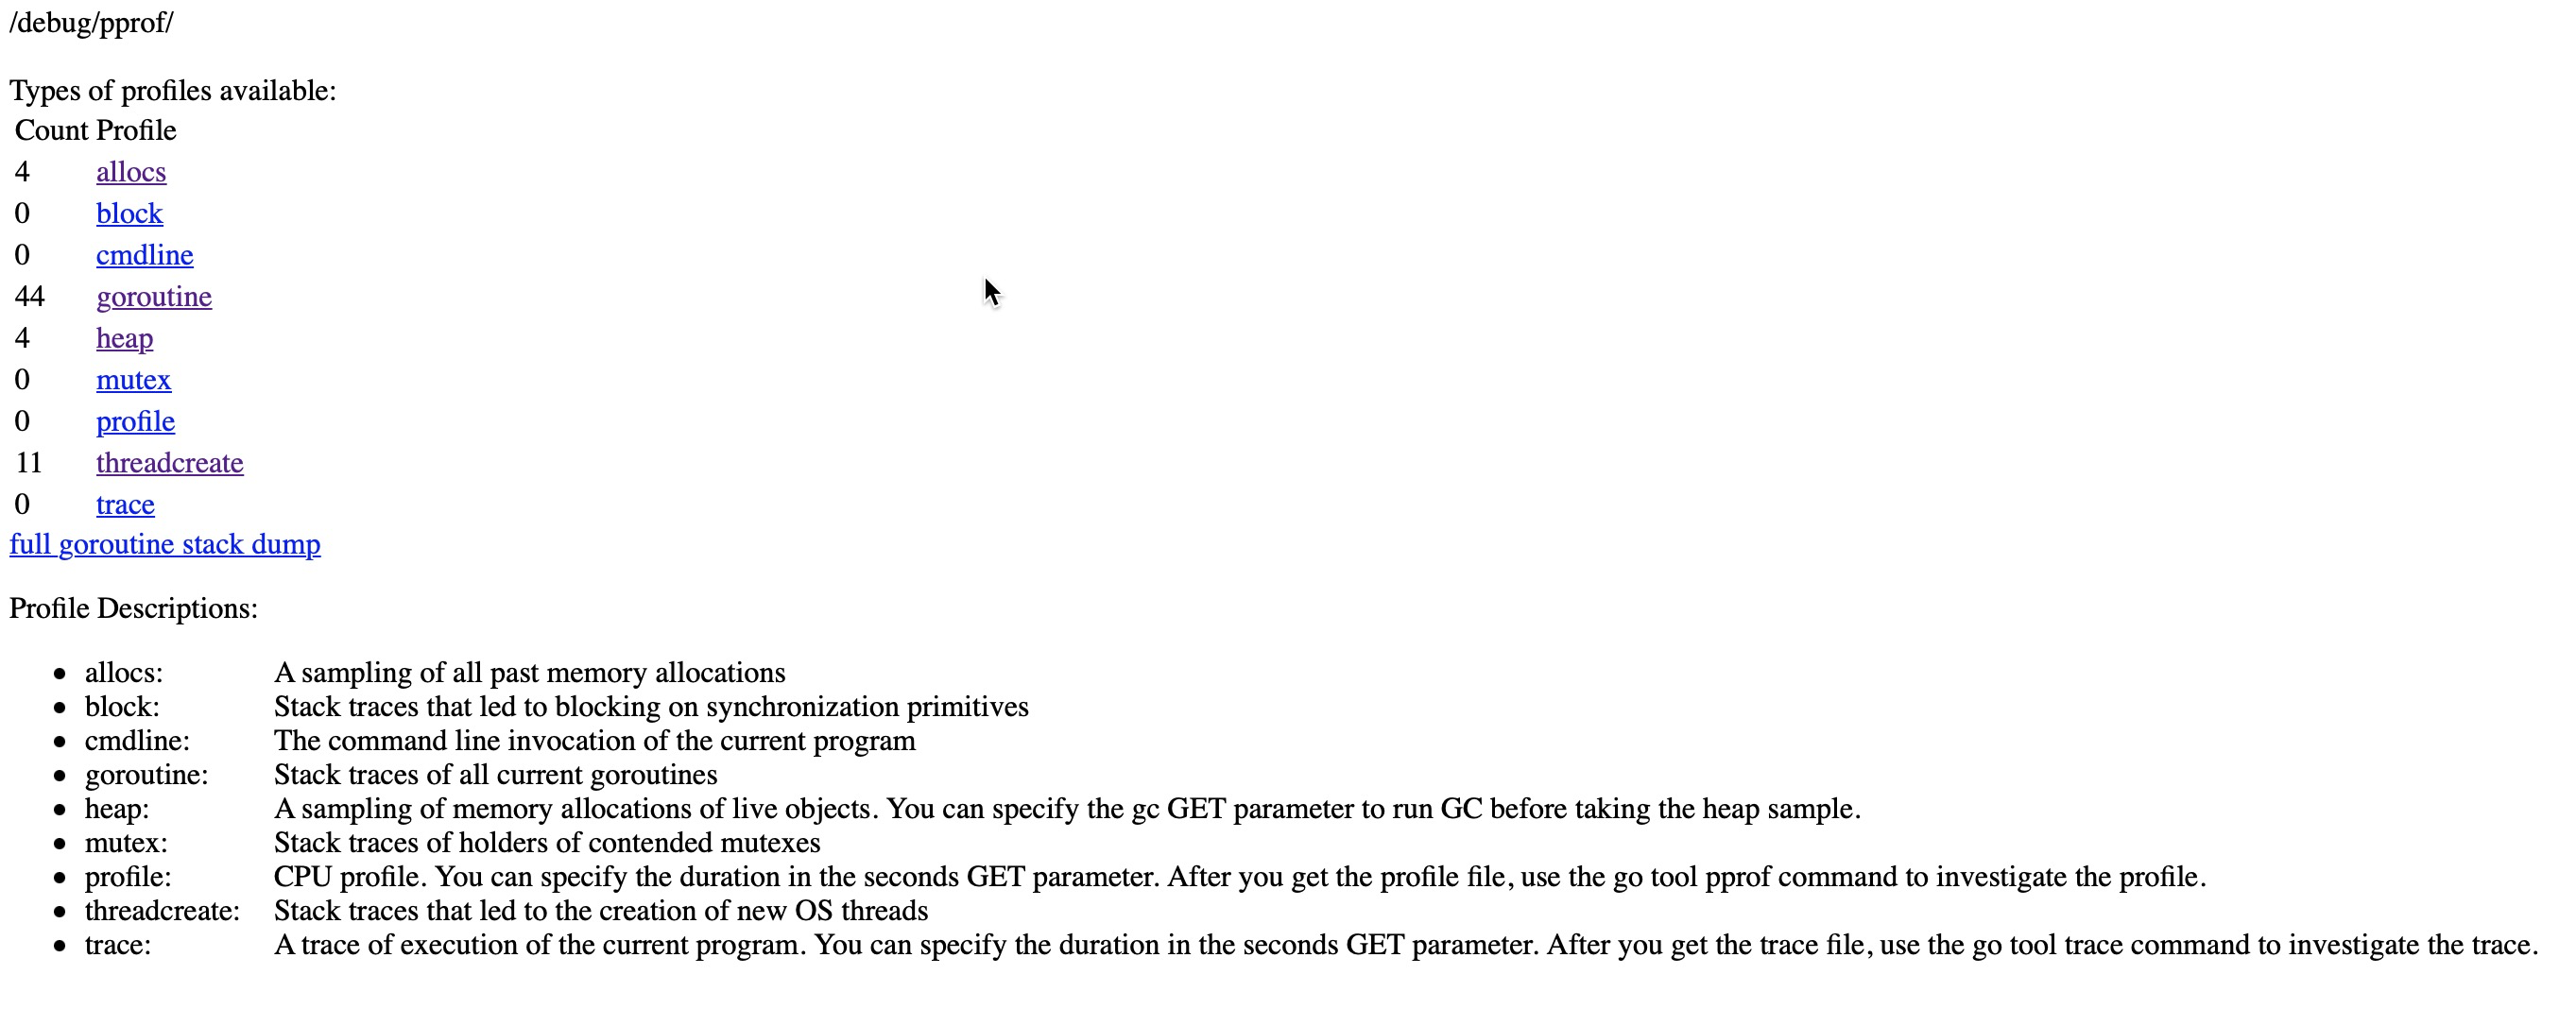 /debug/pprof/
Types of profiles available:
Count Profile
4 allocs
0 block
0 cmdline
44 goroutine
4 heap
0 mutex
0 profile
11 threadcreate
0 trace
full goroutine stack dump
Profile Descriptions:
• allocs: A sampling of all past memory allocations
• block: Stack traces that led to blocking on synchronization primitives
• cmdline: The command line invocation of the current program
• goroutine: Stack traces of all current goroutines
• heap: A sampling of memory allocations of live objects. You can specify the gc GET parameter to run GC before taking the heap sample.
• mutex: Stack traces of holders of contended mutexes
• profile: CPU profile. You can specify the duration in the seconds GET parameter. After you get the profile file, use the go tool pprof command to investigate the profile.
• threadcreate: Stack traces that led to the creation of new OS threads
• trace: A trace of execution of the current program. You can specify the duration in the seconds GET parameter. After you get the trace file, use the go tool trace command to investigate the trace.